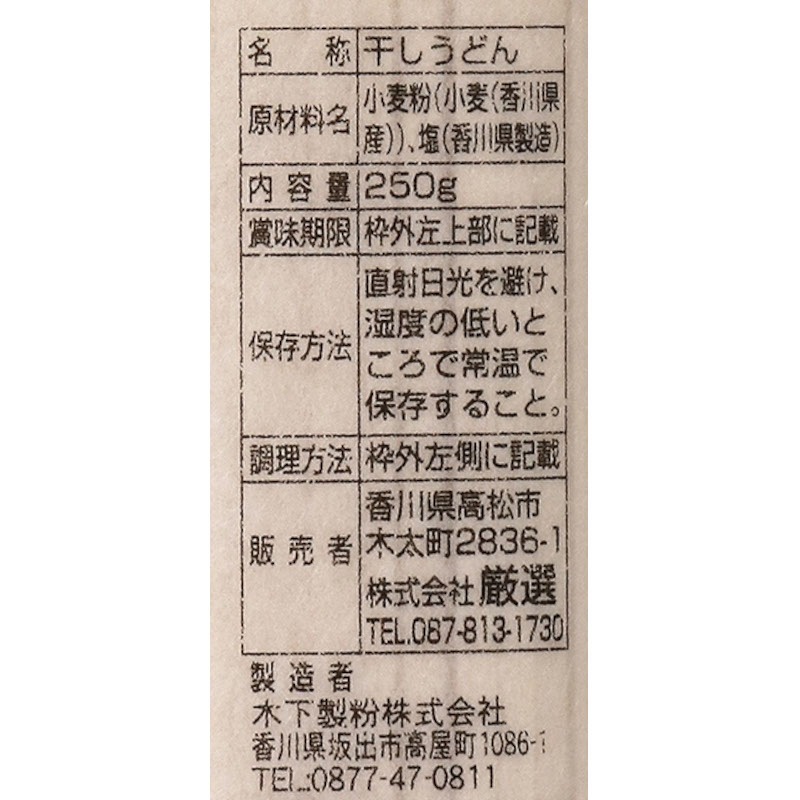 名称 干しうどん
原材料名 小麦粉(小麦(香川県
産))、塩(香川県製造)
内容量 250g
賞味期限 枠外左上部に記載
保存方法 直射日光を避け、
湿度の低いと
ころで常温で
保存すること。
調理方法 枠外左側に記載
販売者 香川県高松市
木太町2836-1
株式会社 厳選
TEL.087-813-1730
製造者
木下製粉株式会社
香川県坂出市高屋町1086-1
TEL:0877-47-0811